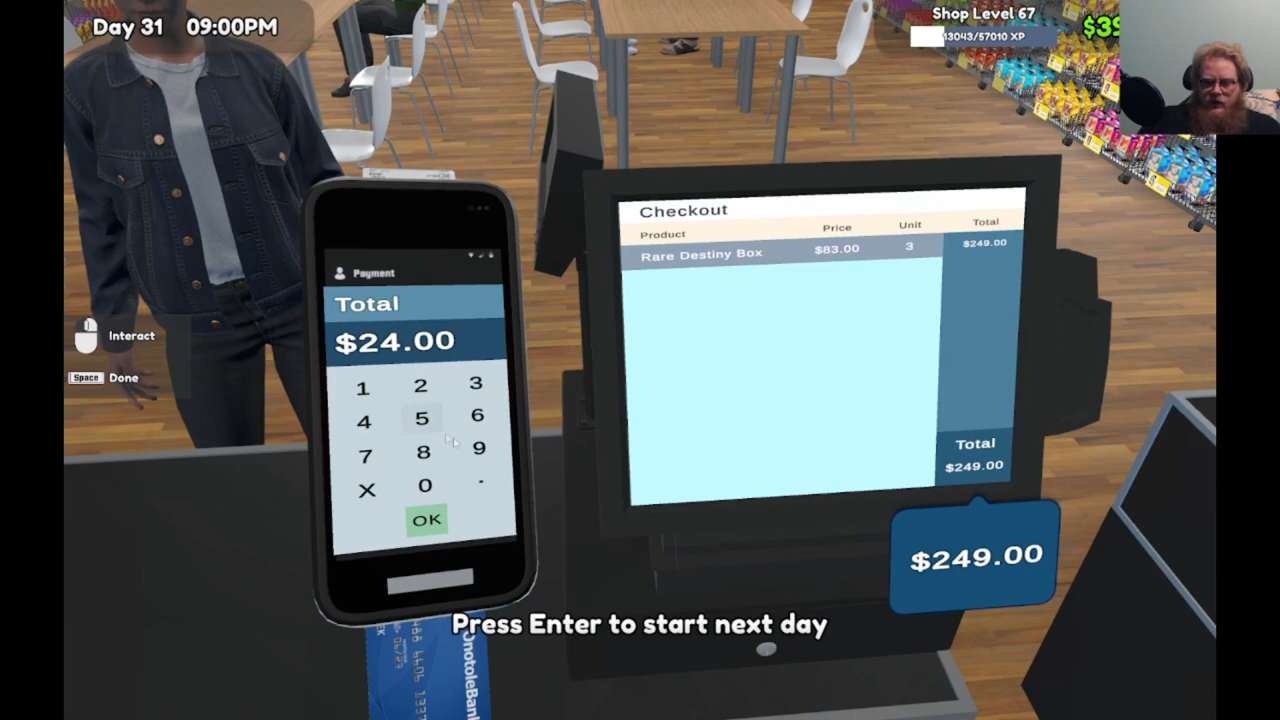 Day 31 09:00PM
Shop Level 67
13043/57010 XP
Interact
Space Done
Payment
Total
$24.00
1 2 3
4 5 6
7 8 9
X 0 .
OK
Checkout
Product Price Unit Total
Rare Destiny Box $83.00 3 $249.00
Total
$249.00
$249.00
Press Enter to start next day